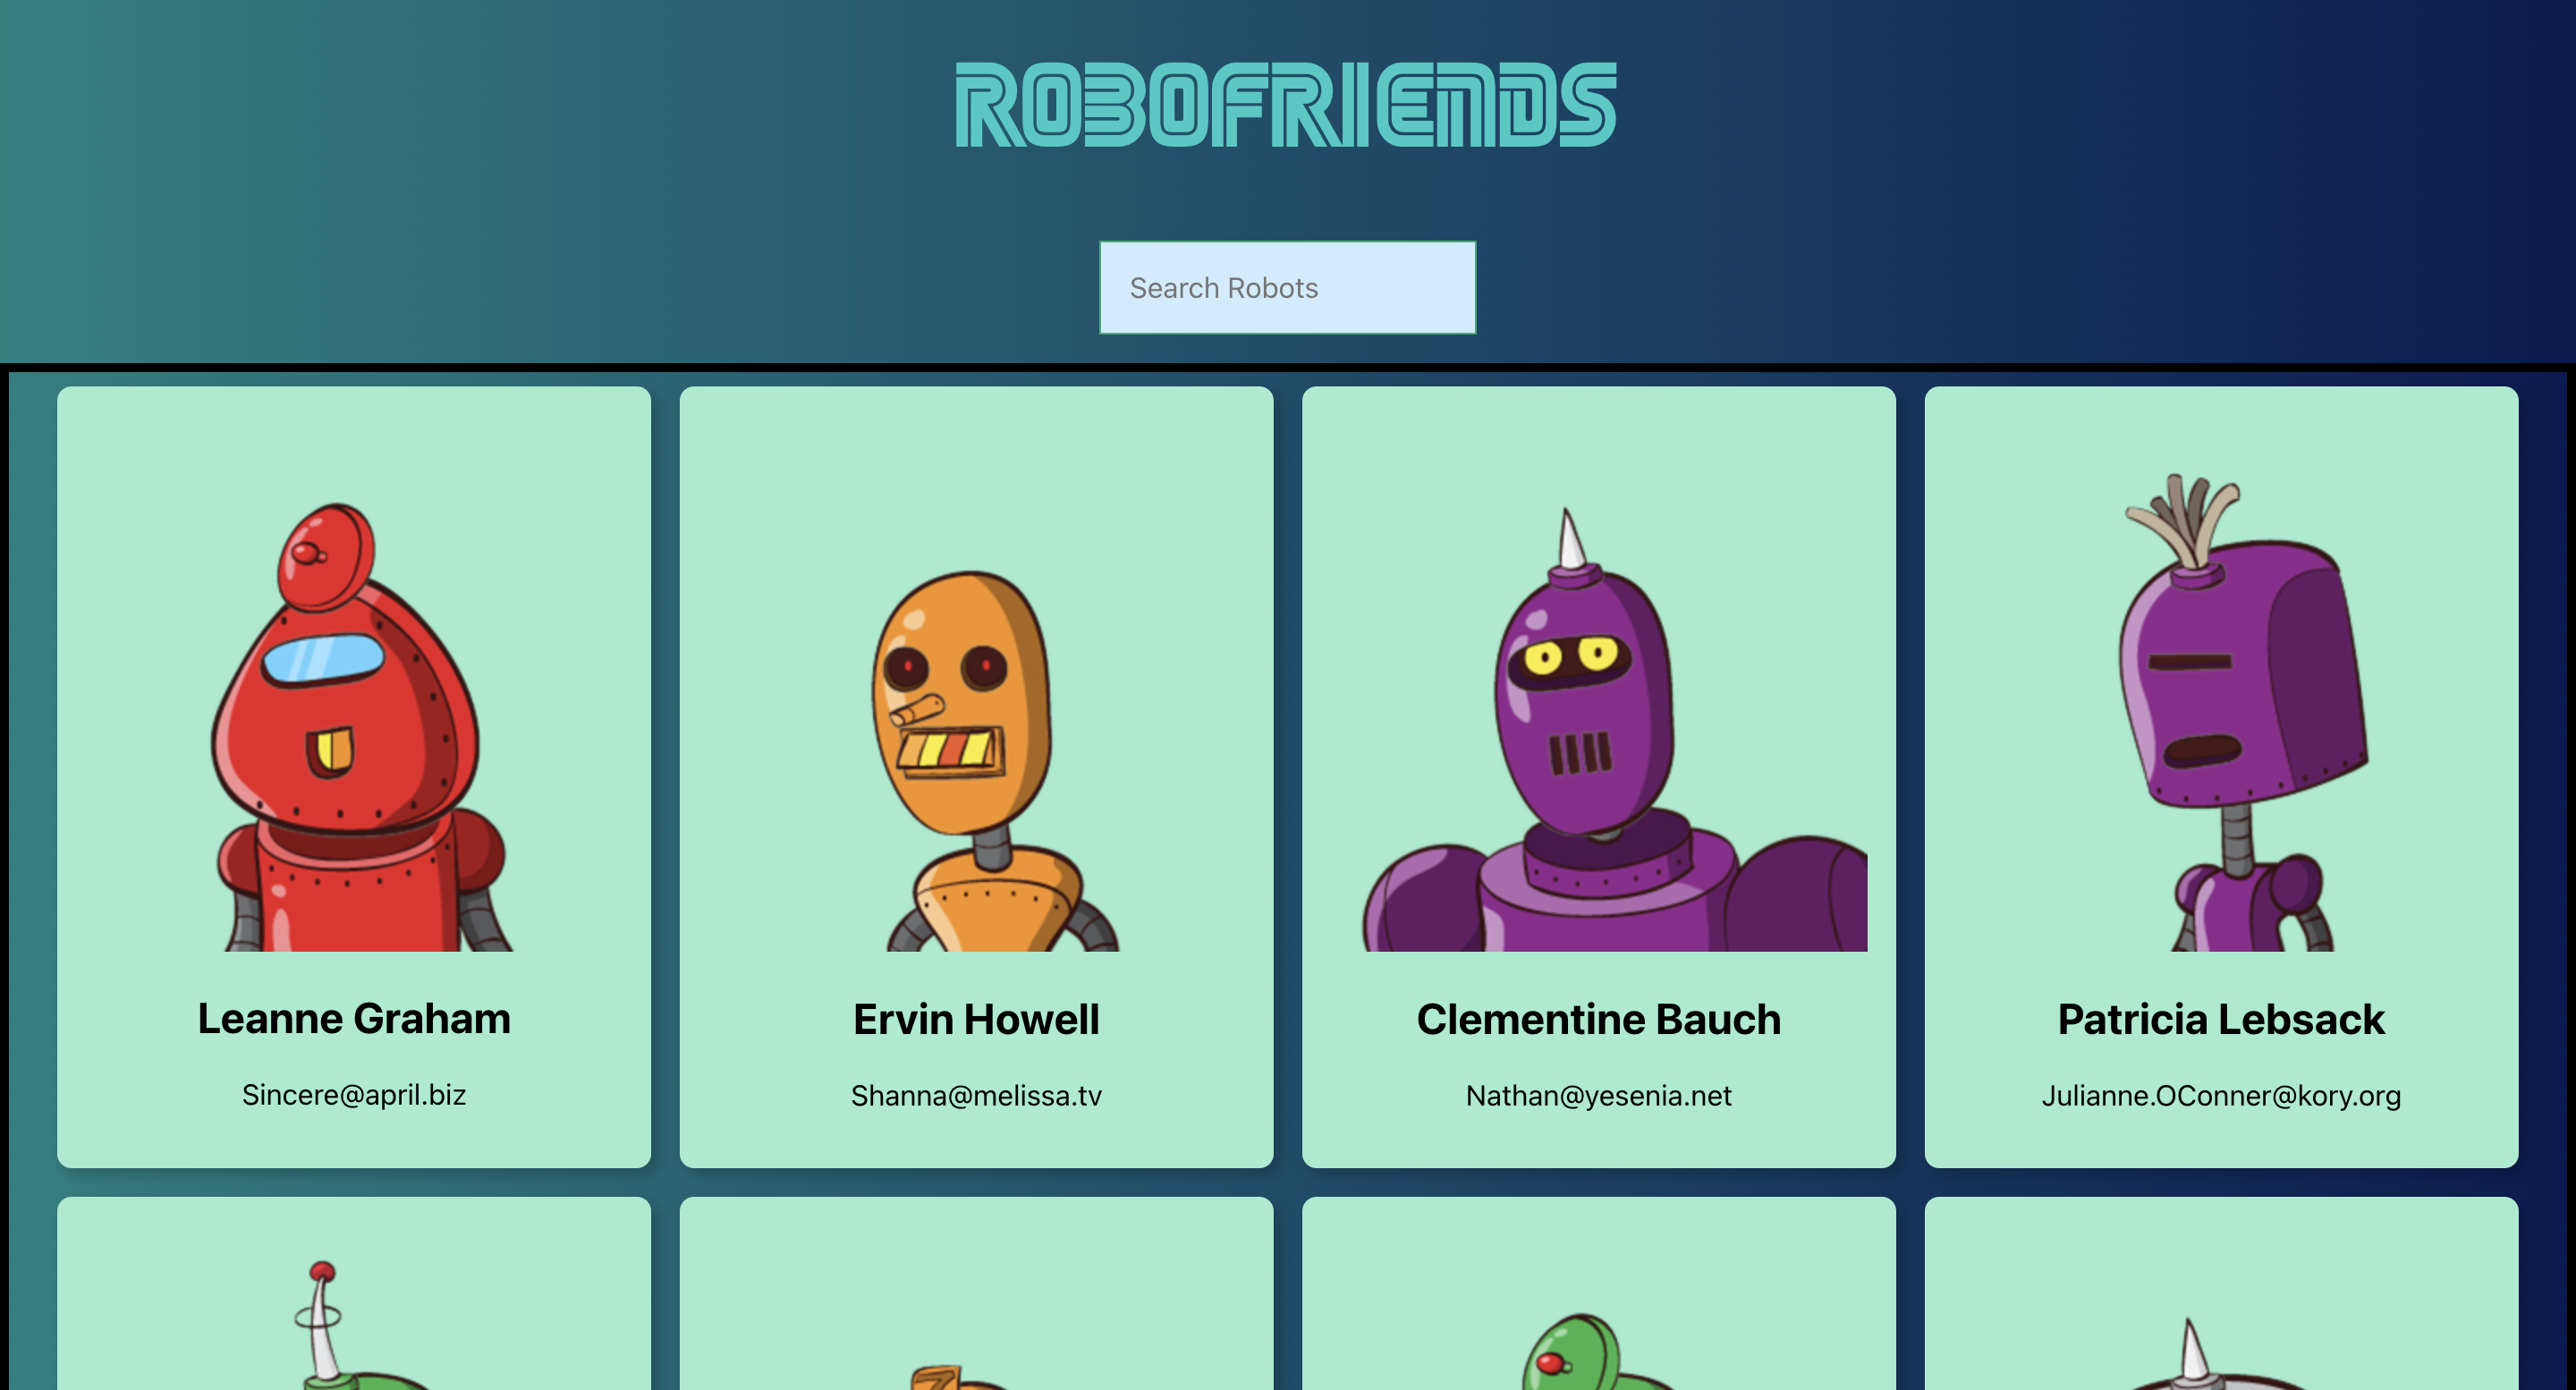 ROBOFRIENDS
Search Robots
Leanne Graham
Sincere@april.biz
Ervin Howell
Shanna@melissa.tv
Clementine Bauch
Nathan@yesenia.net
Patricia Lebsack
Julianne.OConner@kory.org